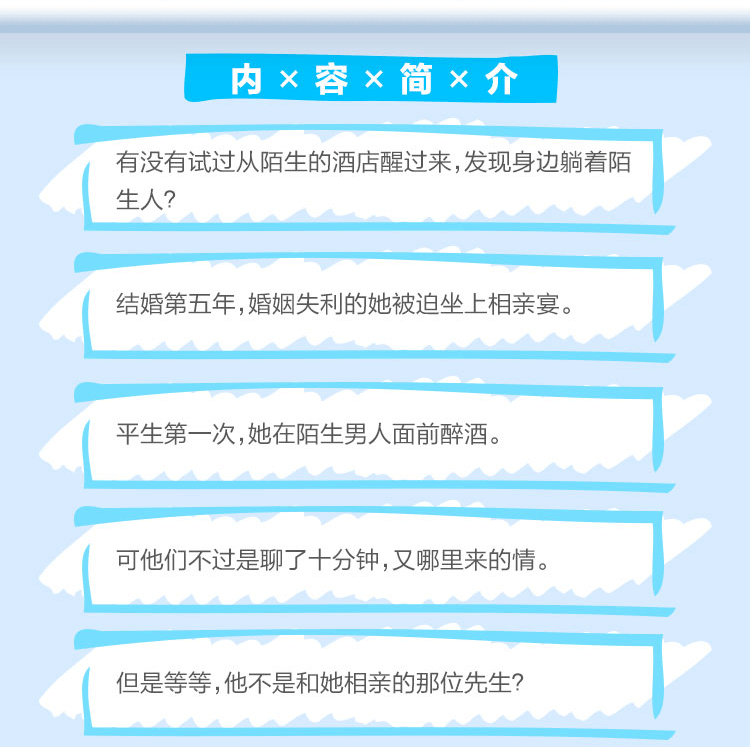 内×容×简×介
有没有试过从陌生的酒店醒过来,发现身边躺着陌
生人?
结婚第五年,婚姻失利的她被迫坐上相亲宴。
平生第一次,她在陌生男人面前醉酒。
可他们不过是聊了十分钟,又哪里来的情。
但是等等,他不是和她相亲的那位先生?